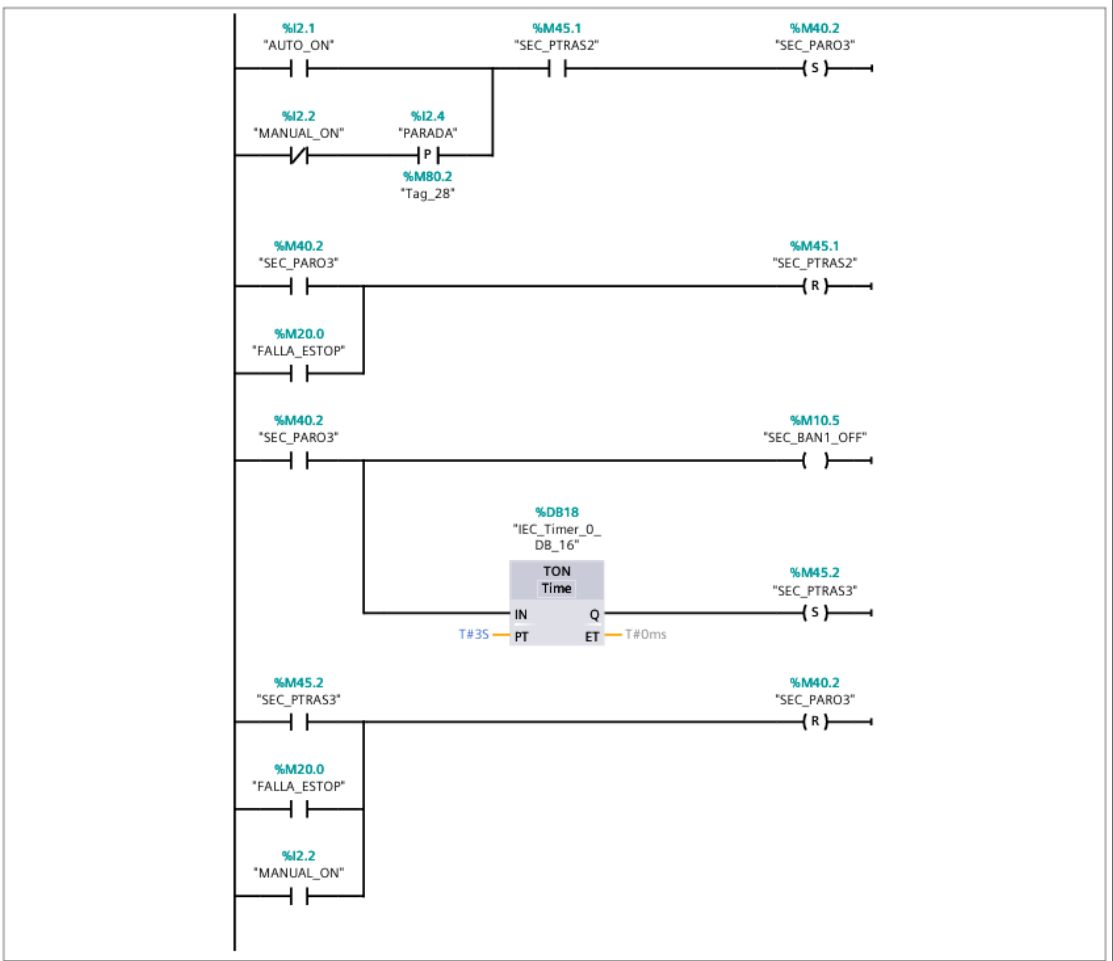 %I2.1
"AUTO_ON"
%M45.1
"SEC_PTRAS2"
%M40.2
"SEC_PARO3"
S
%I2.2
"MANUAL_ON"
%I2.4
"PARADA"
P
%M80.2
"Tag_28"
%M40.2
"SEC_PARO3"
%M45.1
"SEC_PTRAS2"
R
%M20.0
"FALLA_ESTOP"
%M40.2
"SEC_PARO3"
%M10.5
"SEC_BAN1_OFF"
%DB18
"IEC_Timer_0_
DB_16"
TON
Time
IN
Q
T#3S
PT
ET
T#0ms
%M45.2
"SEC_PTRAS3"
S
%M45.2
"SEC_PTRAS3"
%M40.2
"SEC_PARO3"
R
%M20.0
"FALLA_ESTOP"
%I2.2
"MANUAL_ON"